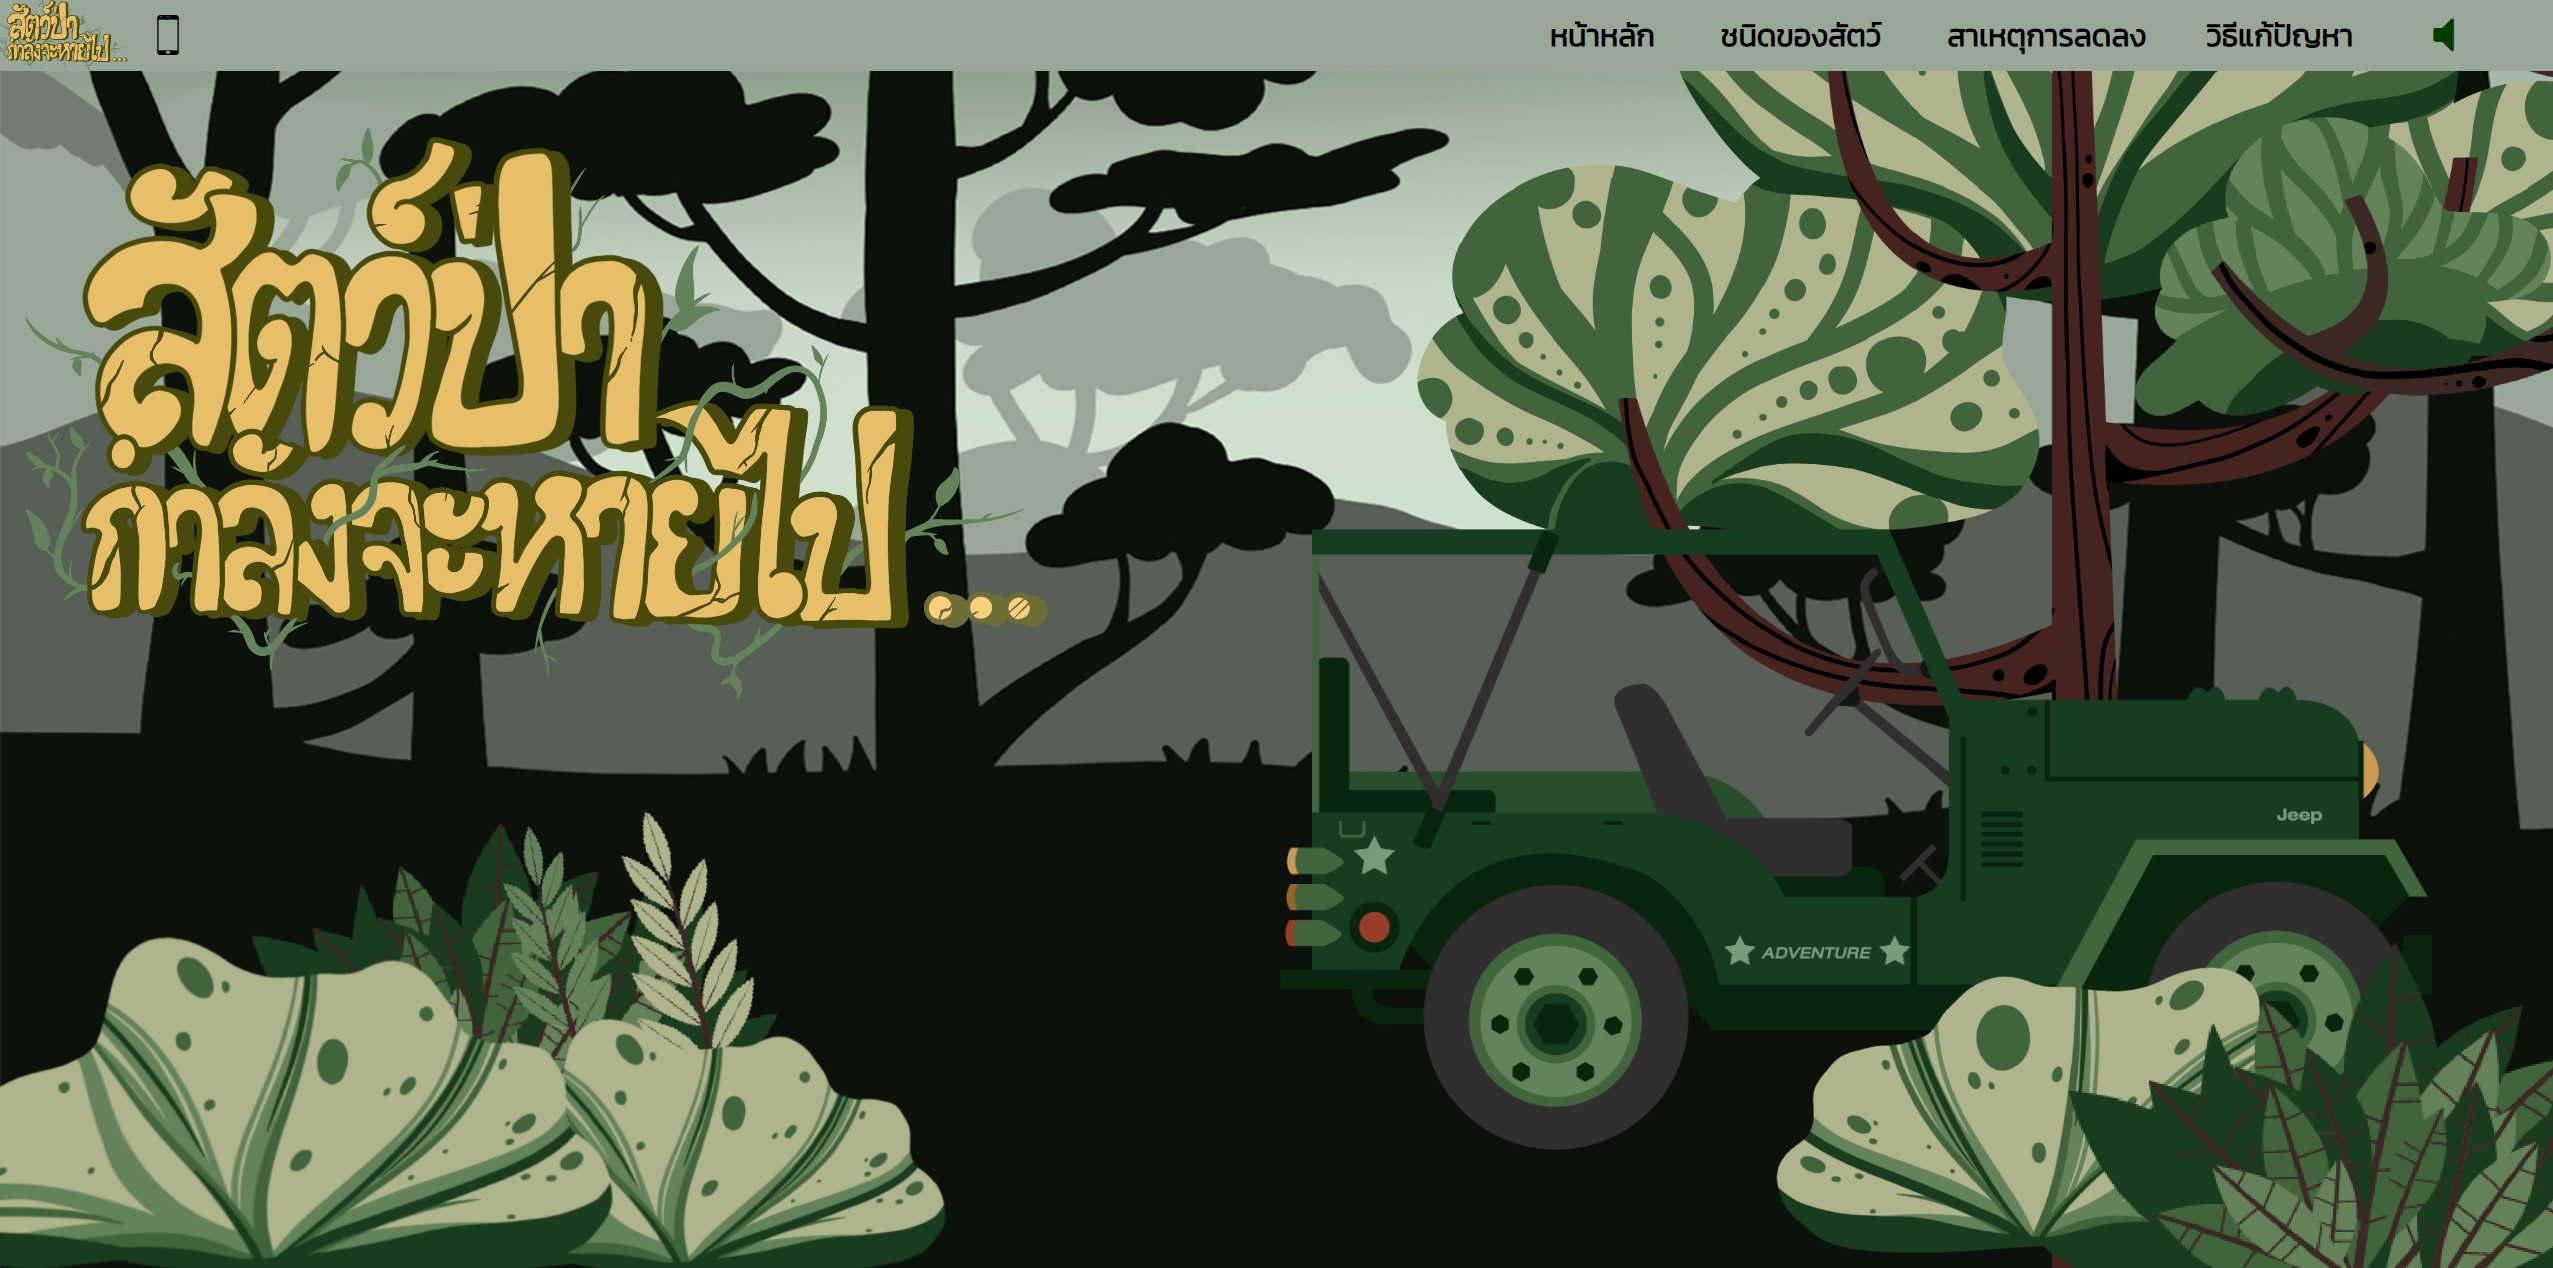 สัตว์ป่า
กำลังจะหายไป...
หน้าหลัก ชนิดของสัตว์ สาเหตุการลดลง วิธีแก้ปัญหา
สัตว์ป่า
กำลังจะหายไป...
Jeep
ADVENTURE